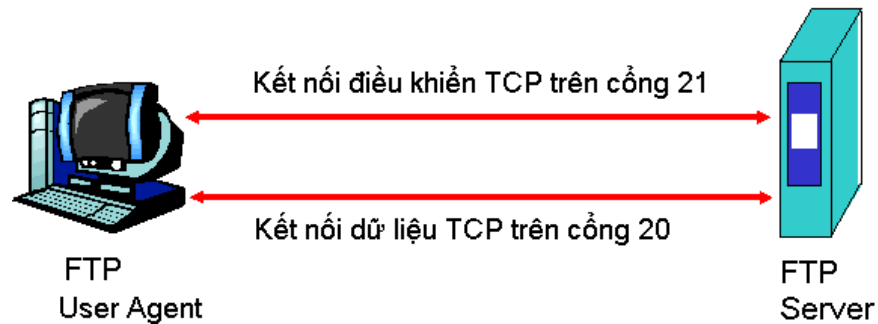 Kết nối điều khiển TCP trên cổng 21
Kết nối dữ liệu TCP trên cổng 20
FTP
User Agent
FTP
Server